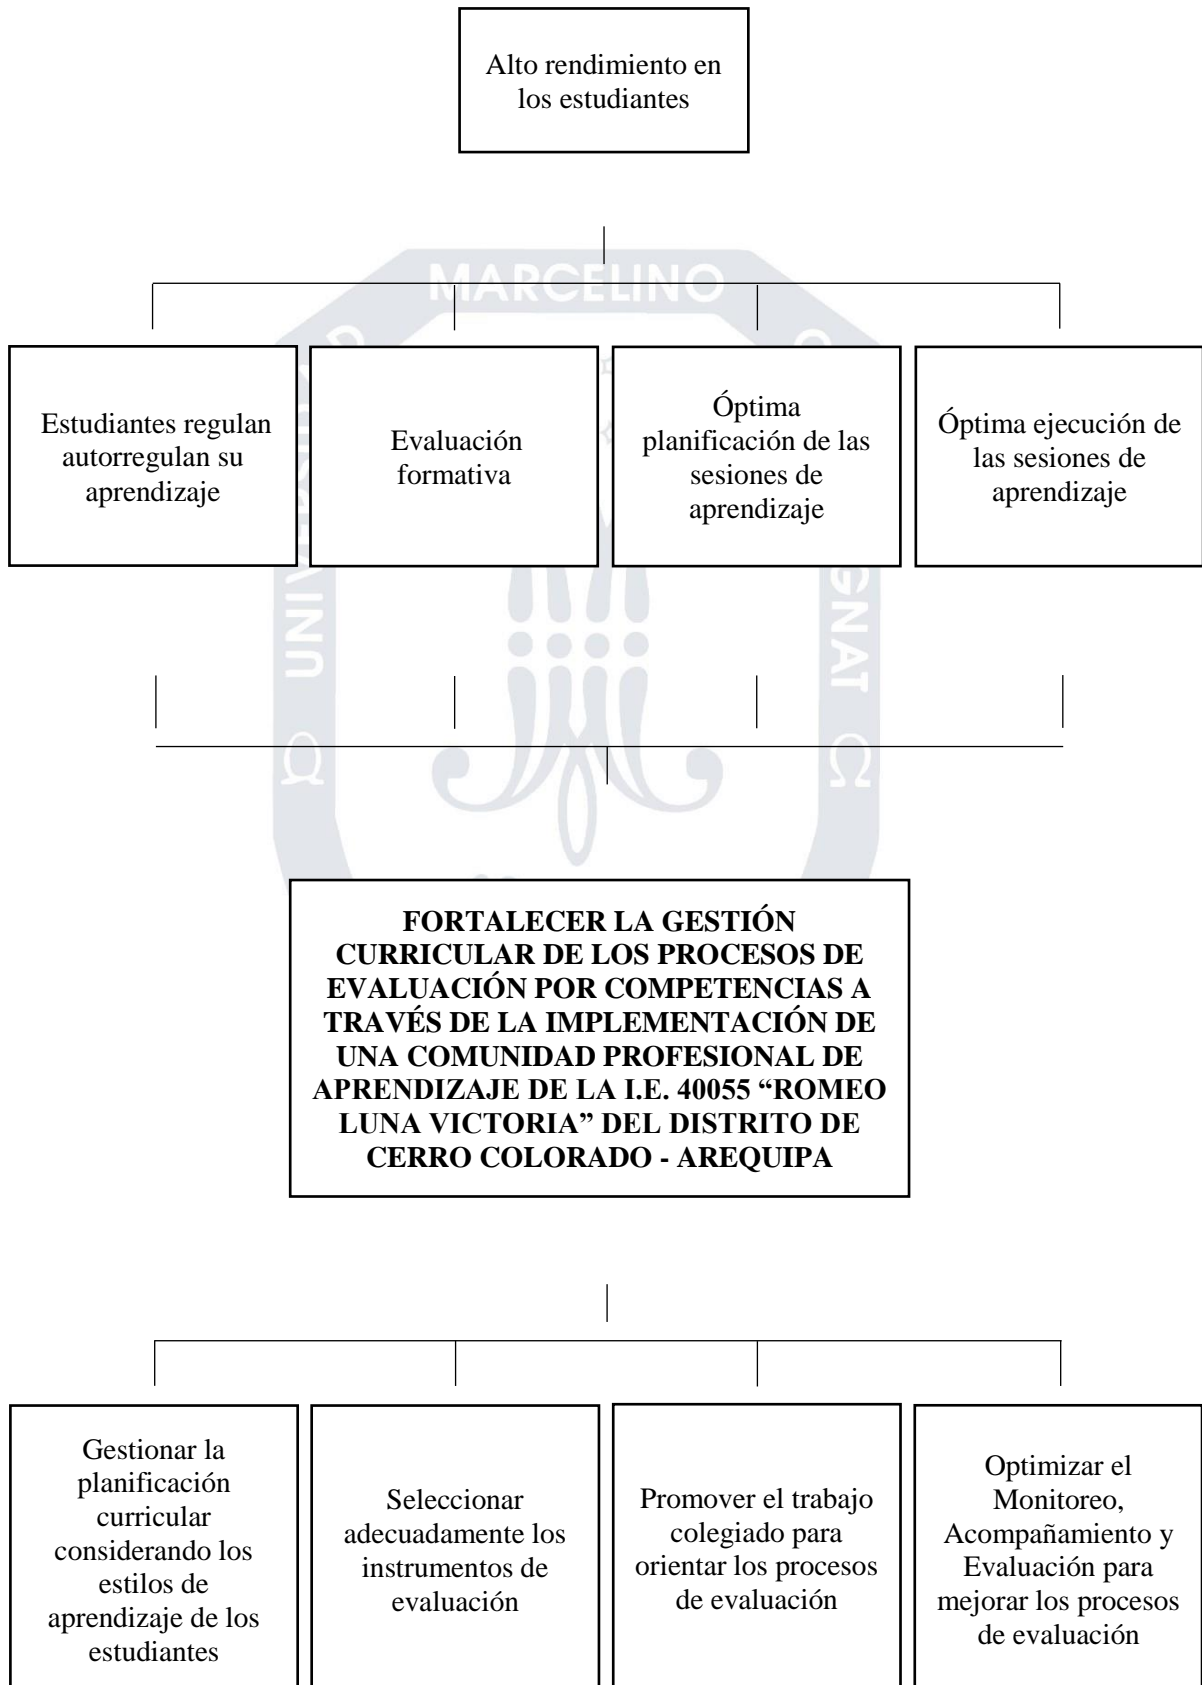 Alto rendimiento en
los estudiantes
MARCELINO
Estudiantes regulan
autorregulan su
aprendizaje
Evaluación
formativa
Óptima
planificación de las
sesiones de
aprendizaje
Óptima ejecución de
las sesiones de
aprendizaje
FORTALECER LA GESTIÓN
CURRICULAR DE LOS PROCESOS DE
EVALUACIÓN POR COMPETENCIAS A
TRAVÉS DE LA IMPLEMENTACIÓN DE
UNA COMUNIDAD PROFESIONAL DE
APRENDIZAJE DE LA I.E. 40055 “ROMEO
LUNA VICTORIA” DEL DISTRITO DE
CERRO COLORADO - AREQUIPA
Gestionar la
planificación
curricular
considerando los
estilos de
aprendizaje de los
estudiantes
Seleccionar
adecuadamente los
instrumentos de
evaluación
Promover el trabajo
colegiado para
orientar los procesos
de evaluación
Optimizar el
Monitoreo,
Acompañamiento y
Evaluación para
mejorar los procesos
de evaluación